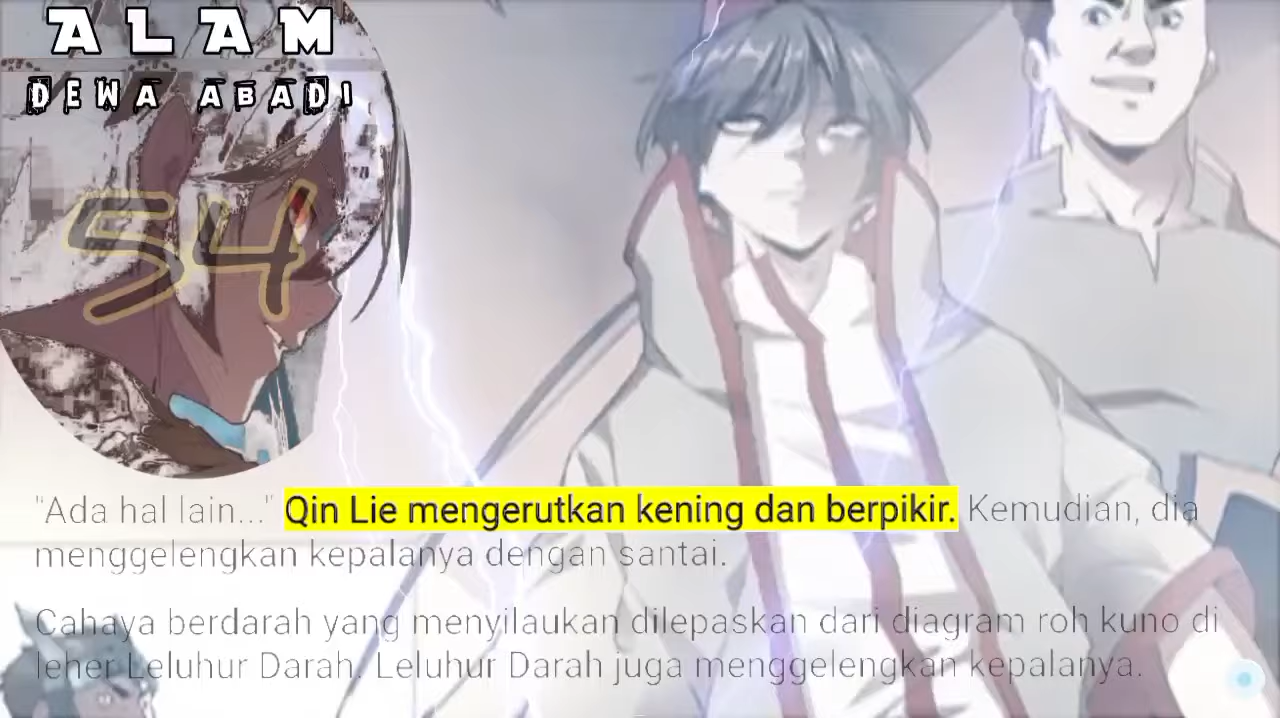 ALAM
DEWA ABADI
54
"Ada hal lain..." Qin Lie mengerutkan kening dan berpikir. Kemudian, dia
menggelengkan kepalanya dengan santai.
Cahaya berdarah yang menyilaukan dilepaskan dari diagram roh kuno di
leher Leluhur Darah. Leluhur Darah juga menggelengkan kepalanya.